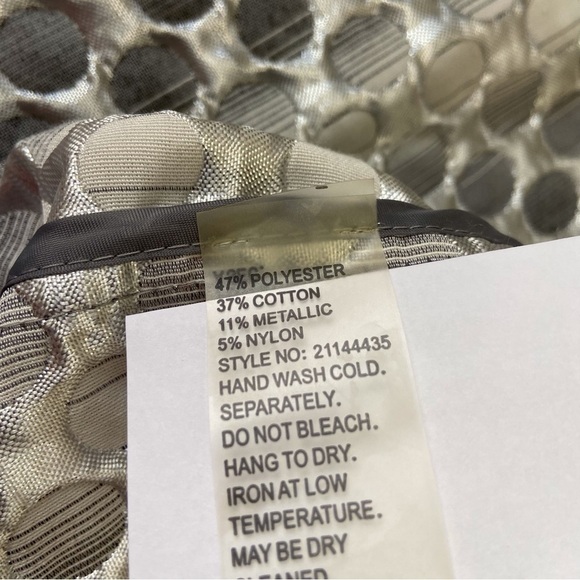 47% POLYESTER
37% COTTON
11% METALLIC
5% NYLON
STYLE NO: 21144435
HAND WASH COLD.
SEPARATELY.
DO NOT BLEACH.
HANG TO DRY.
IRON AT LOW
TEMPERATURE.
MAY BE DRY
CLEANED